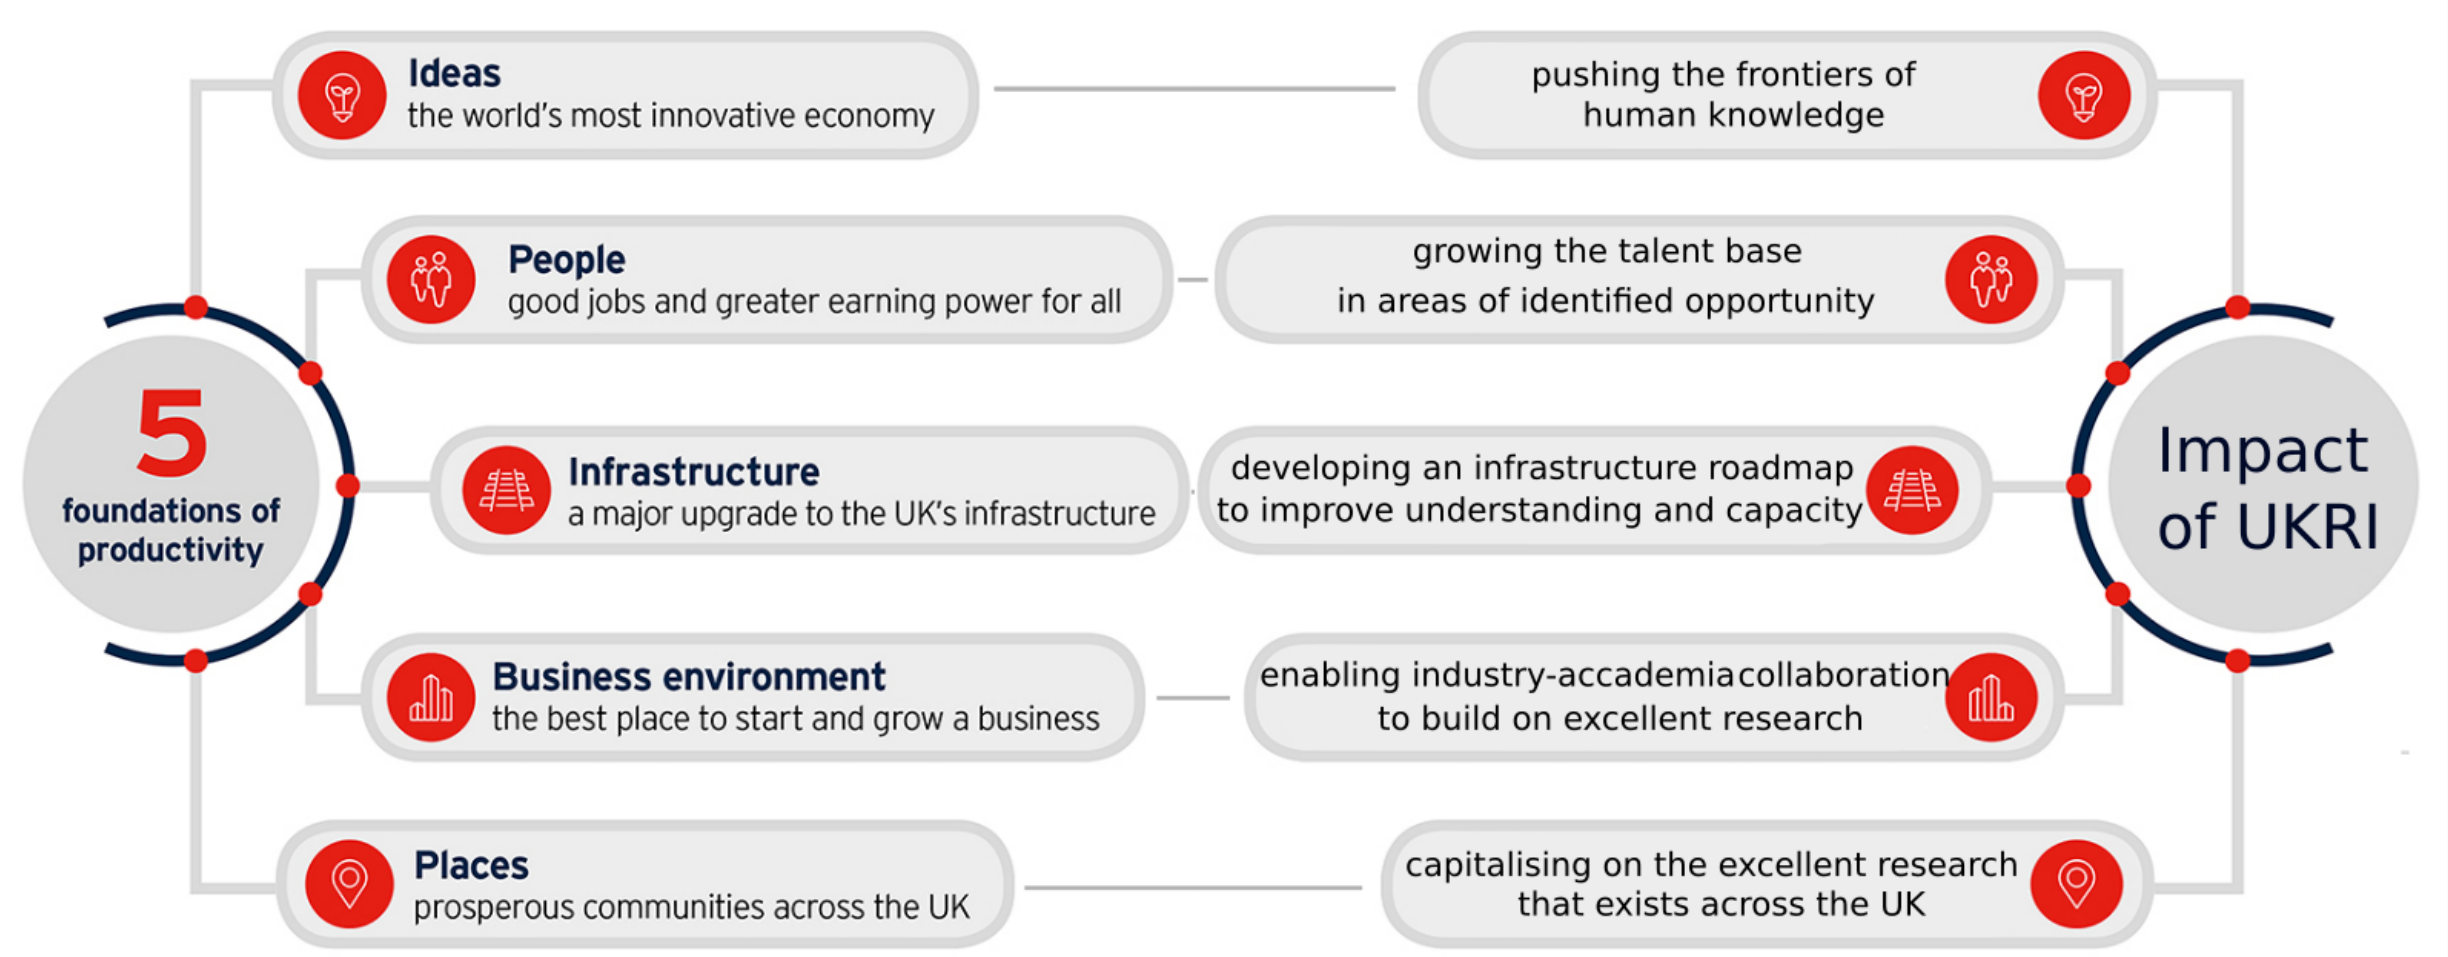 5
foundations of
productivity
Ideas
the world's most innovative economy
pushing the frontiers of
human knowledge
People
good jobs and greater earning power for all
growing the talent base
in areas of identified opportunity
Infrastructure
a major upgrade to the UK's infrastructure
developing an infrastructure roadmap
to improve understanding and capacity
Business environment
the best place to start and grow a business
enabling industry-accademia collaboration
to build on excellent research
Places
prosperous communities across the UK
capitalising on the excellent research
that exists across the UK
Impact
of UKRI